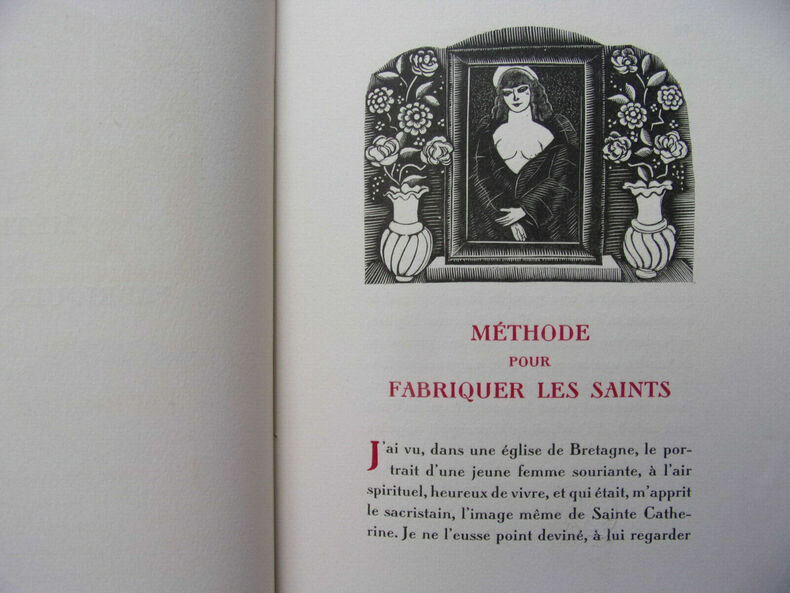 MÉTHODE
POUR
FABRIQUER LES SAINTS
J'ai vu, dans une église de Bretagne, le por-
trait d'une jeune femme souriante, à l'air
spirituel, heureux de vivre, et qui était, m'apprit
le sacristain, l'image même de Sainte Cathe-
rine. Je ne l'eusse point deviné, à lui regarder